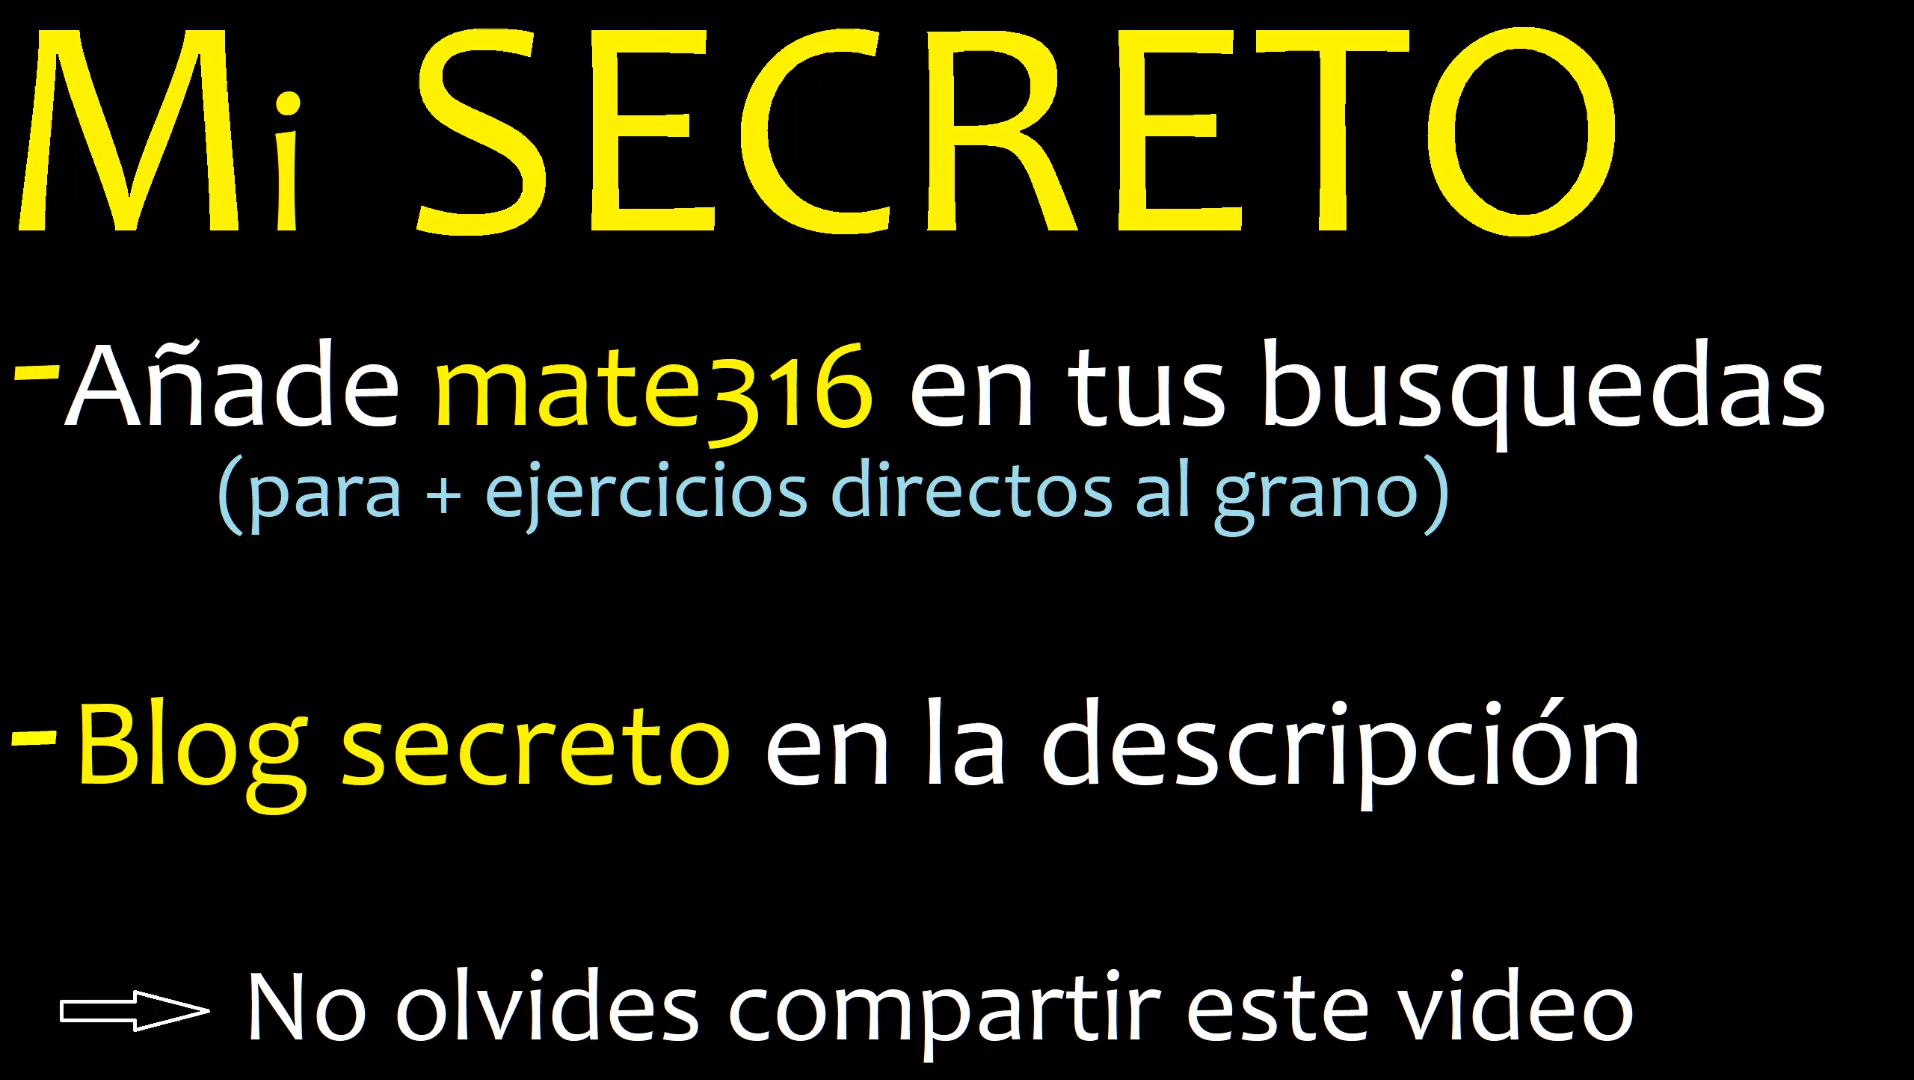 Mi SECRETO
-Añade mate316 en tus busquedas
(para + ejercicios directos al grano)
-Blog secreto en la descripción
No olvides compartir este video